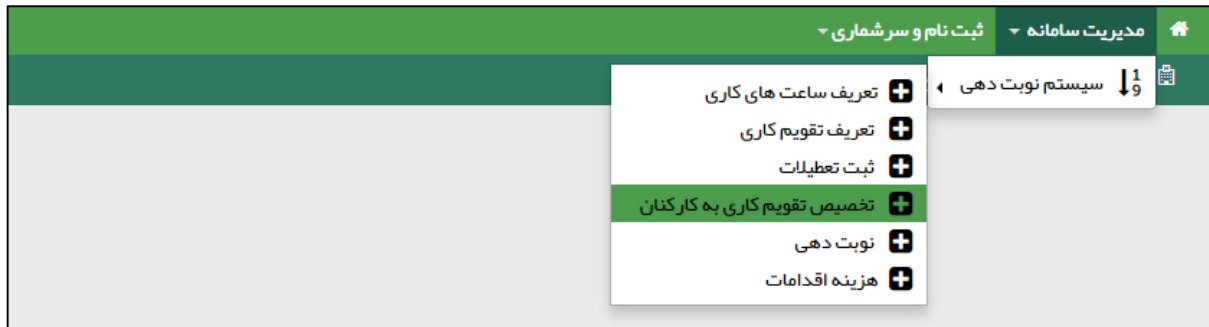 مدیریت سامانه ثبت نام و سرشماری
سیستم نوبت دهی
تعریف ساعت های کاری
تعریف تقویم کاری
ثبت تعطیلات
تخصیص تقویم کاری به کارکنان
نوبت دهی
هزینه اقدامات